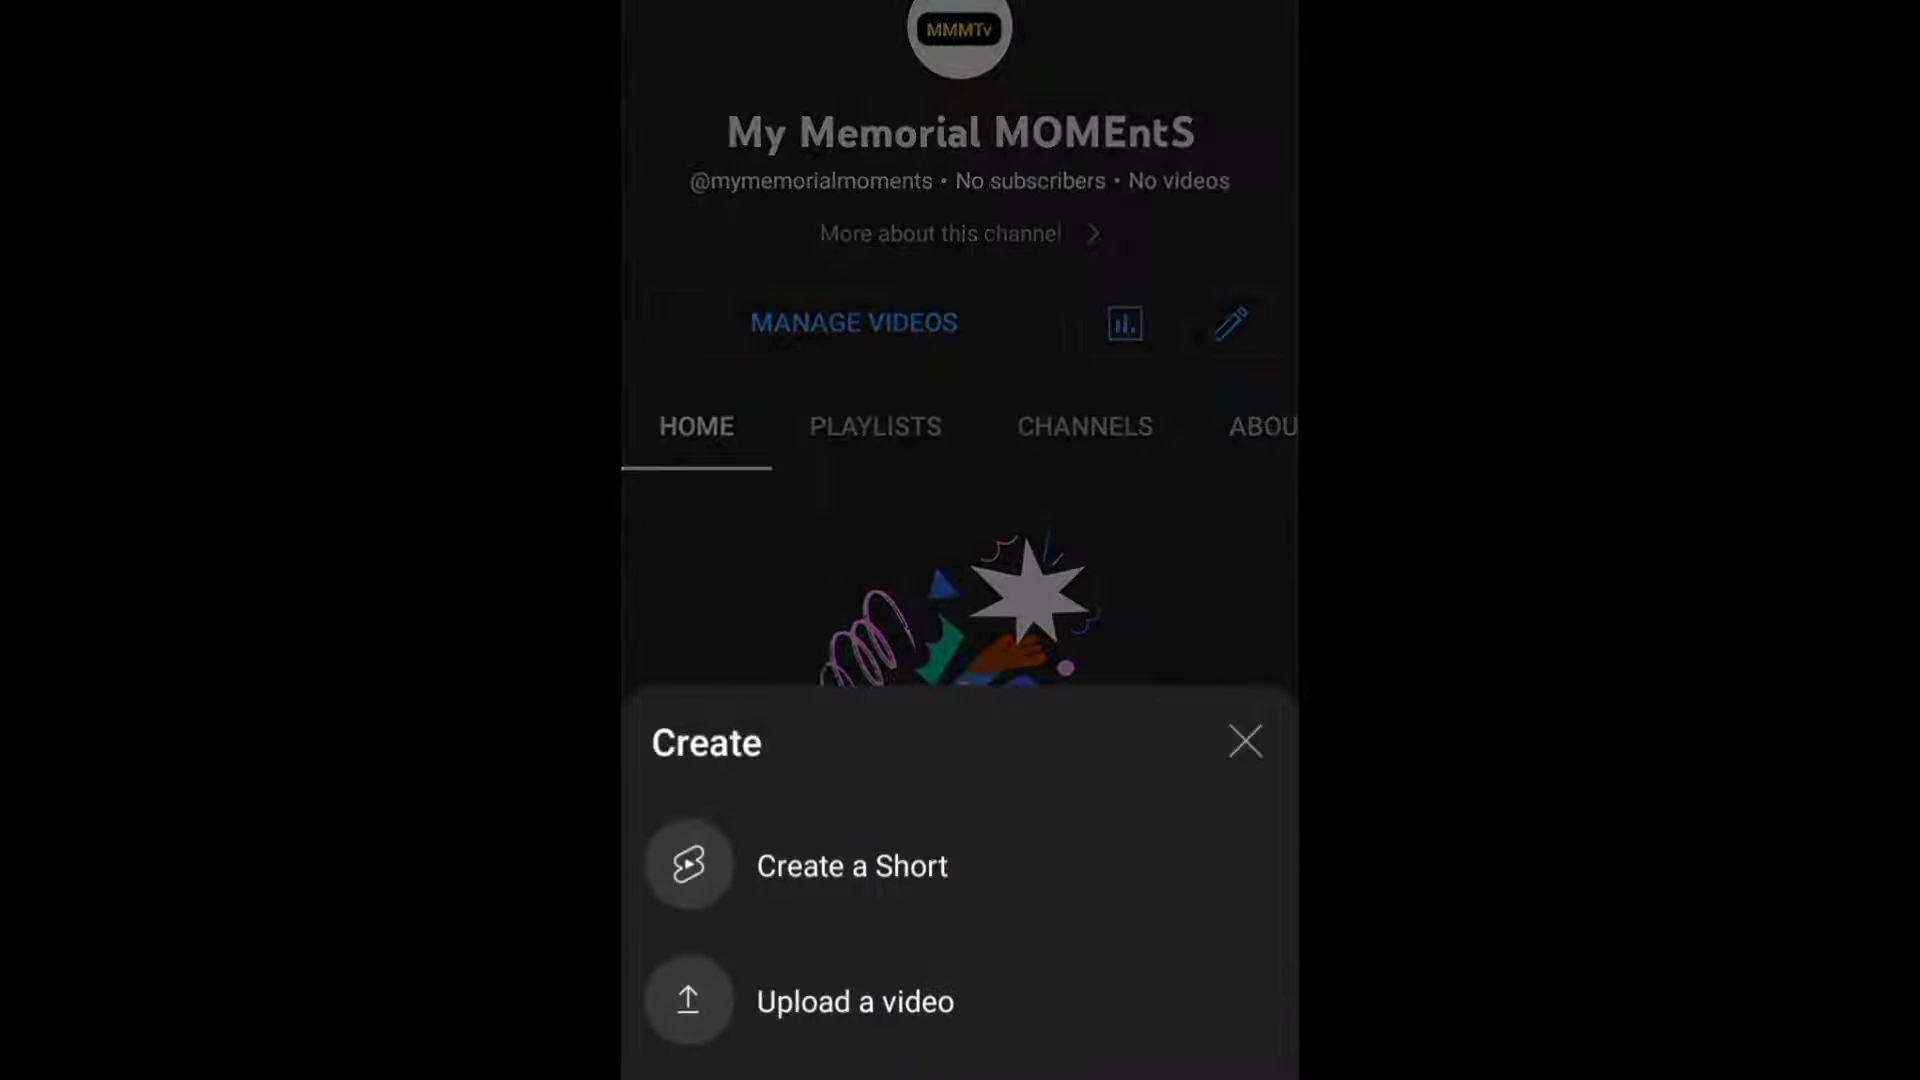 MMMTv
My Memorial MOMEntS
@mymemorialmoments • No subscribers • No videos
More about this channel
MANAGE VIDEOS
HOME PLAYLISTS CHANNELS ABOU
Create
Create a Short
Upload a video